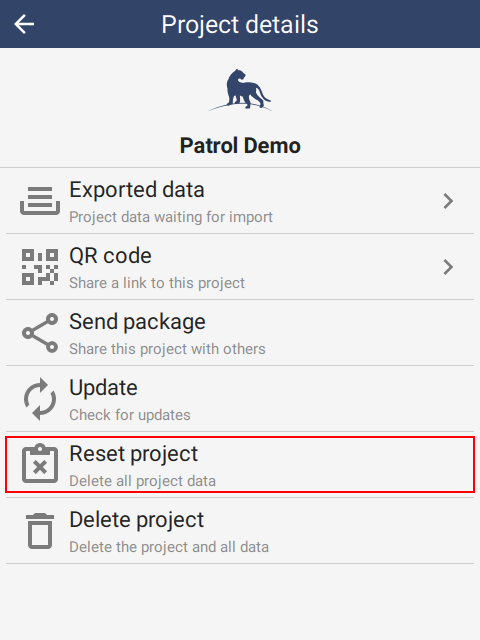 Project details
Patrol Demo
Exported data
Project data waiting for import
QR code
Share a link to this project
Send package
Share this project with others
Update
Check for updates
Reset project
Delete all project data
Delete project
Delete the project and all data